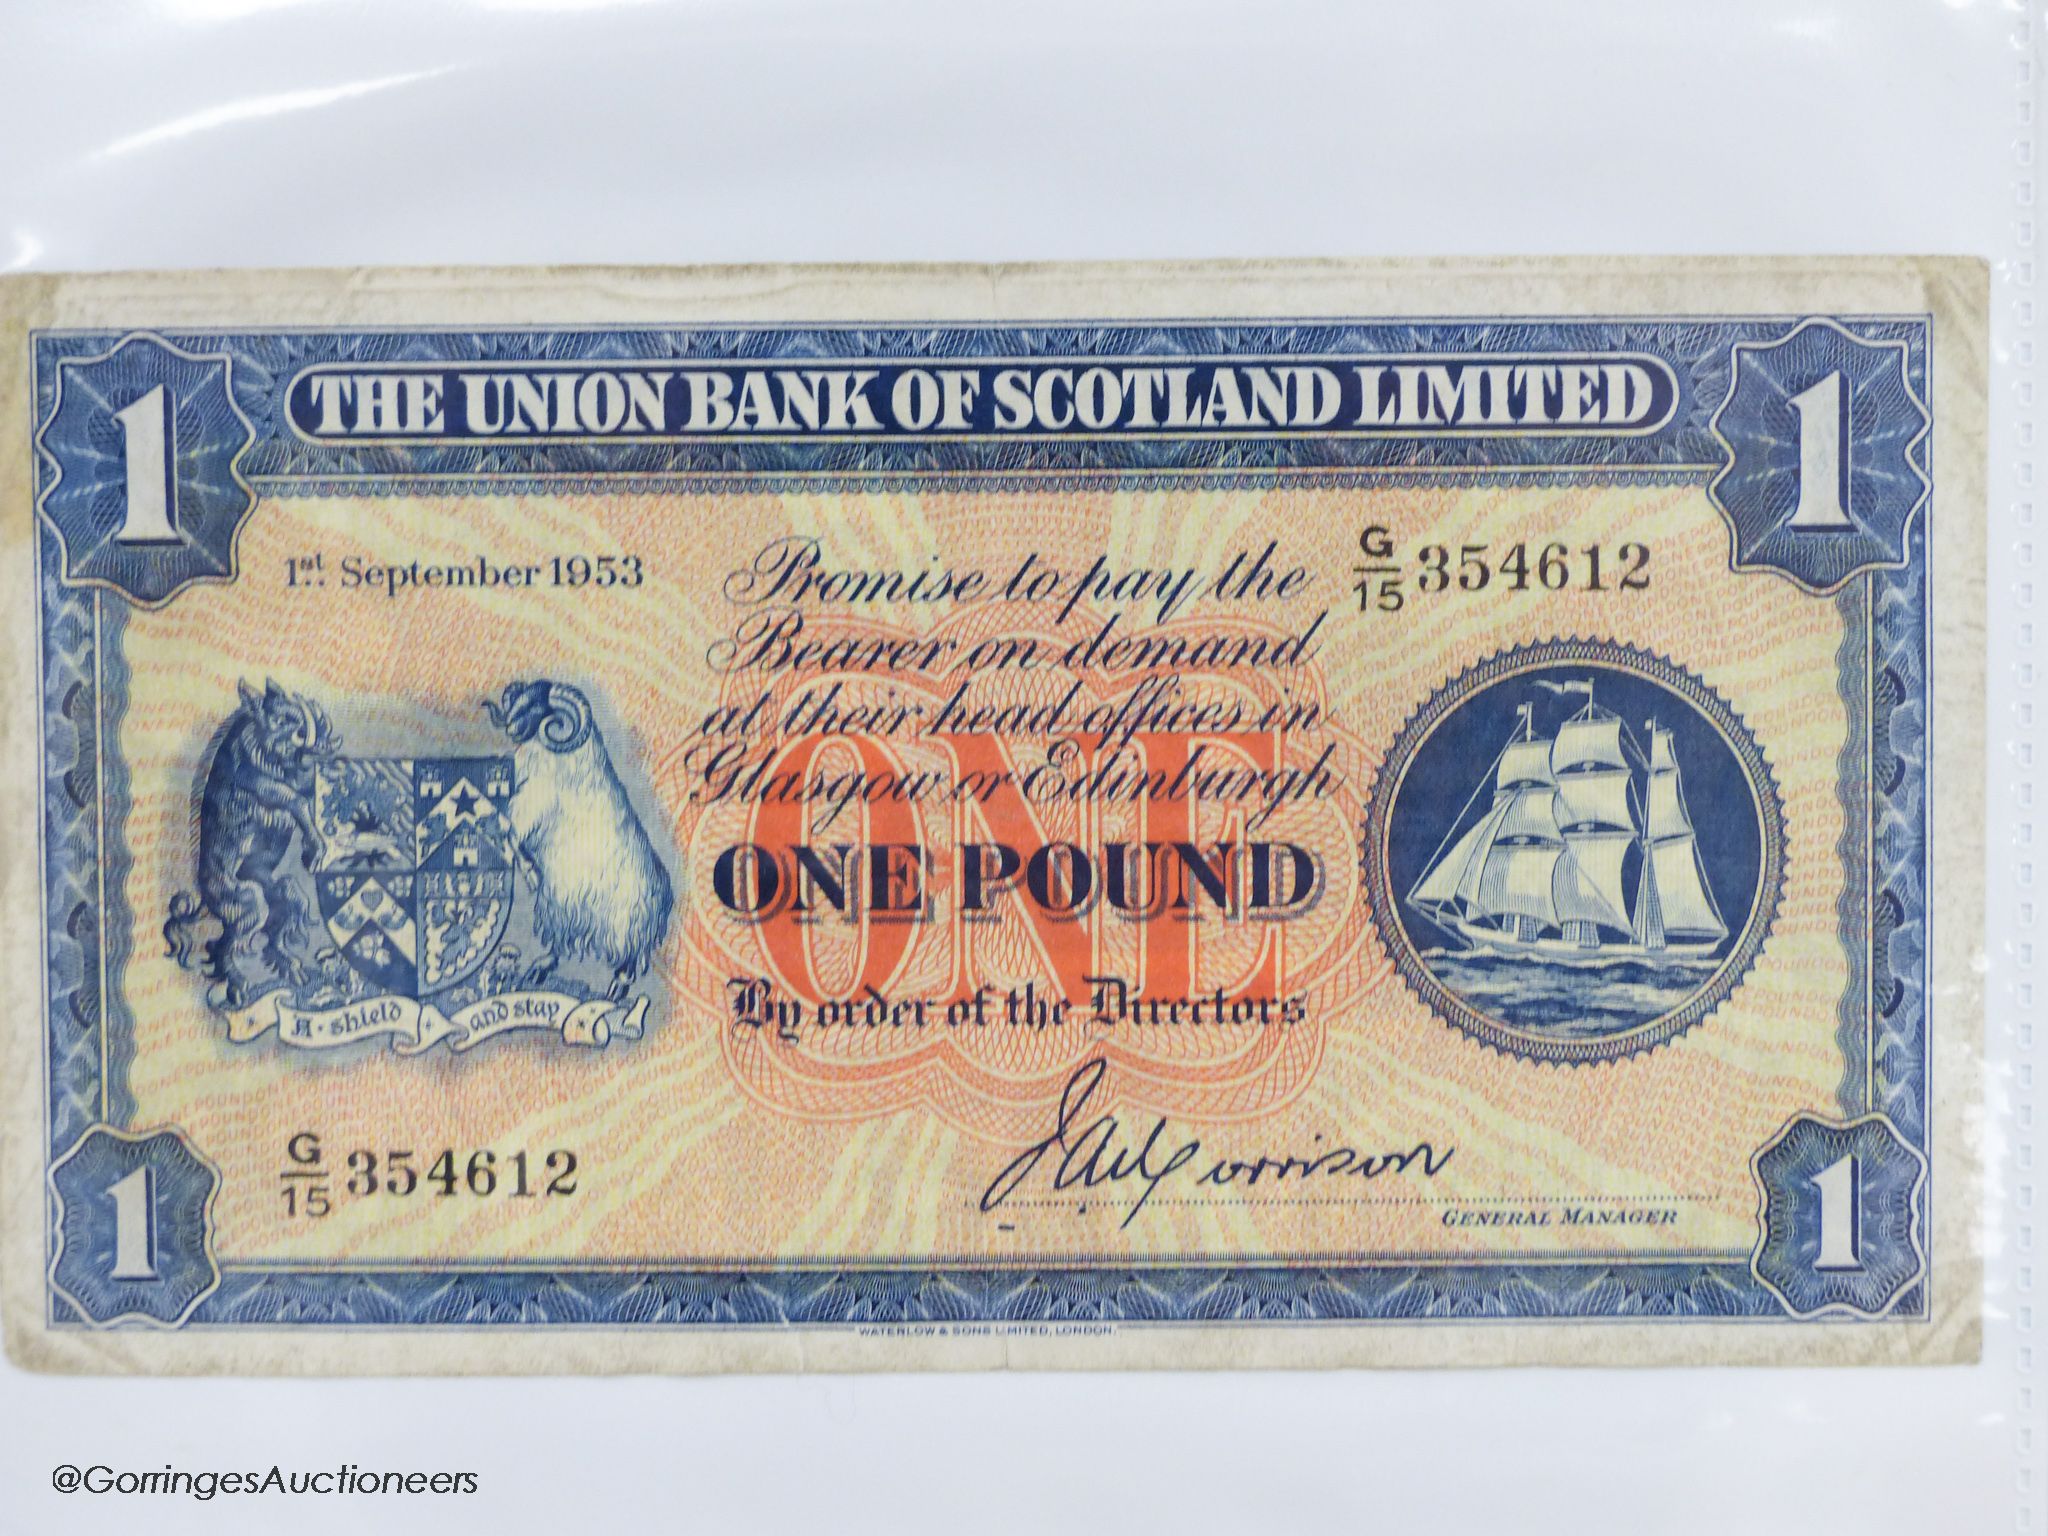 1 THE UNION BANK OF SCOTLAND LIMITED 1
1st September 1953
G/15 354612
Promise to pay the
Bearer on demand
at their head offices in
Glasgow or Edinburgh
ONE
ONE POUND
By order of the Directors
A · shield and stay
G/15 354612
J A Morrison
GENERAL MANAGER
1 1
WATERLOW & SONS LIMITED, LONDON.
@GorringesAuctioneers